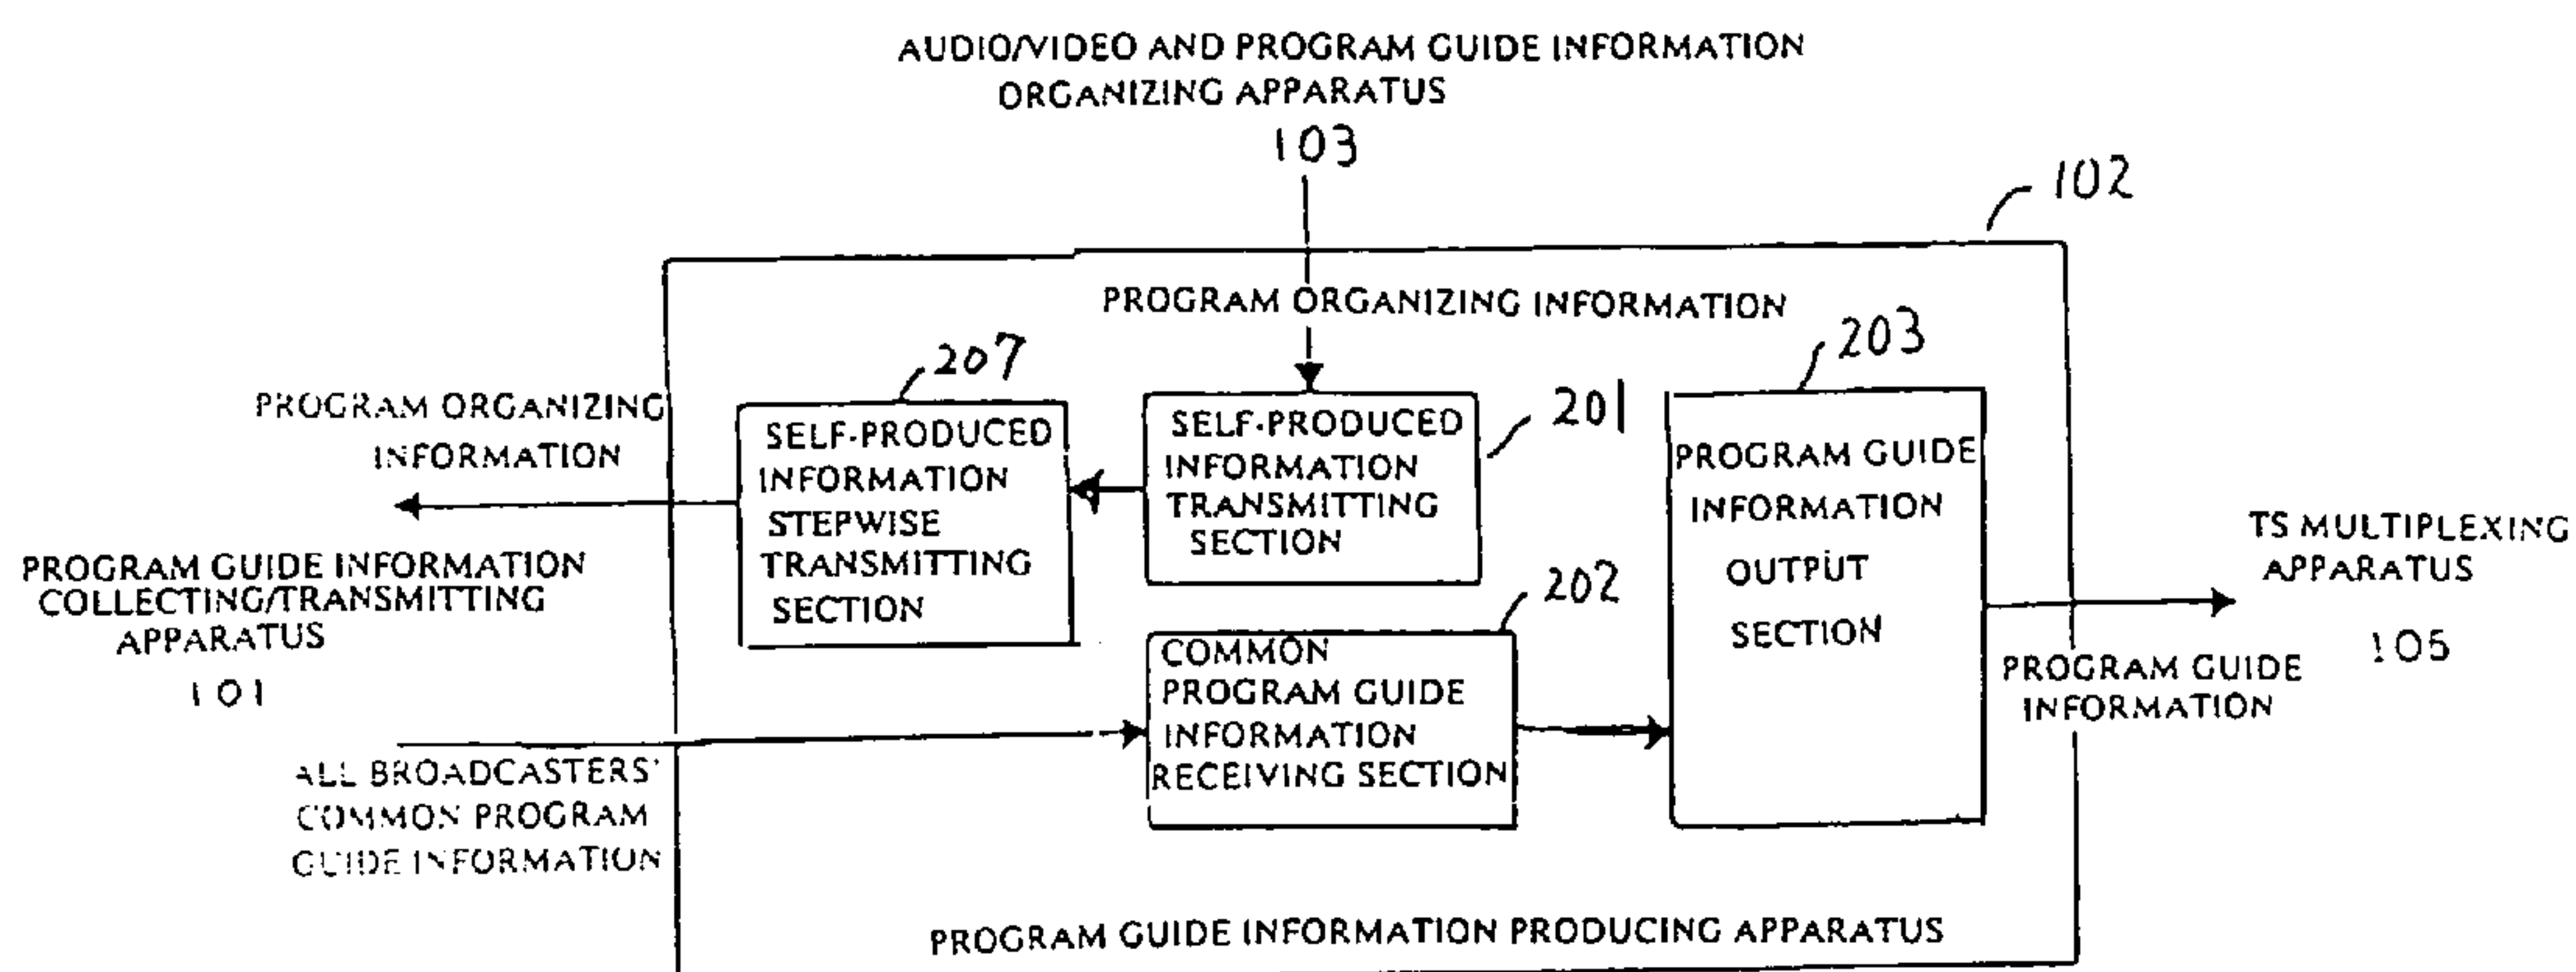 AUDIO/VIDEO AND PROGRAM GUIDE INFORMATION
ORGANIZING APPARATUS
103
102
PROGRAM ORGANIZING INFORMATION
207
203
201
PROGRAM ORGANIZING
INFORMATION
SELF-PRODUCED
INFORMATION
STEPWISE
TRANSMITTING
SECTION
SELF-PRODUCED
INFORMATION
TRANSMITTING
SECTION
PROGRAM GUIDE
INFORMATION
OUTPUT
SECTION
TS MULTIPLEXING
APPARATUS
105
PROGRAM GUIDE INFORMATION
COLLECTING/TRANSMITTING
APPARATUS
101
202
COMMON
PROGRAM GUIDE
INFORMATION
RECEIVING SECTION
PROGRAM GUIDE
INFORMATION
ALL BROADCASTERS'
COMMON PROGRAM
GUIDE INFORMATION
PROGRAM GUIDE INFORMATION PRODUCING APPARATUS